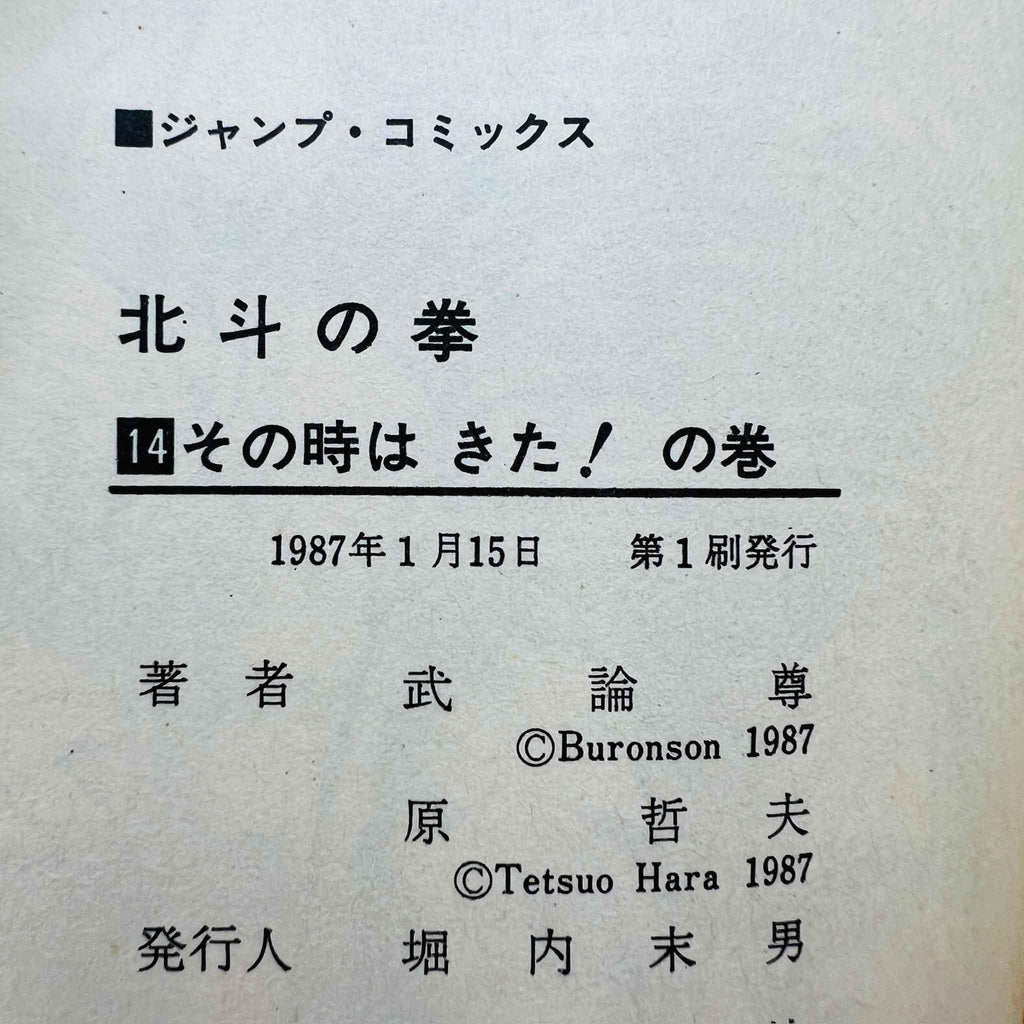 ■ジャンプ・コミックス
北斗の拳
14その時は きた! の巻
1987年1月15日 第1刷発行
著者 武論尊
©Buronson 1987
原哲夫
©Tetsuo Hara 1987
発行人 堀内末男